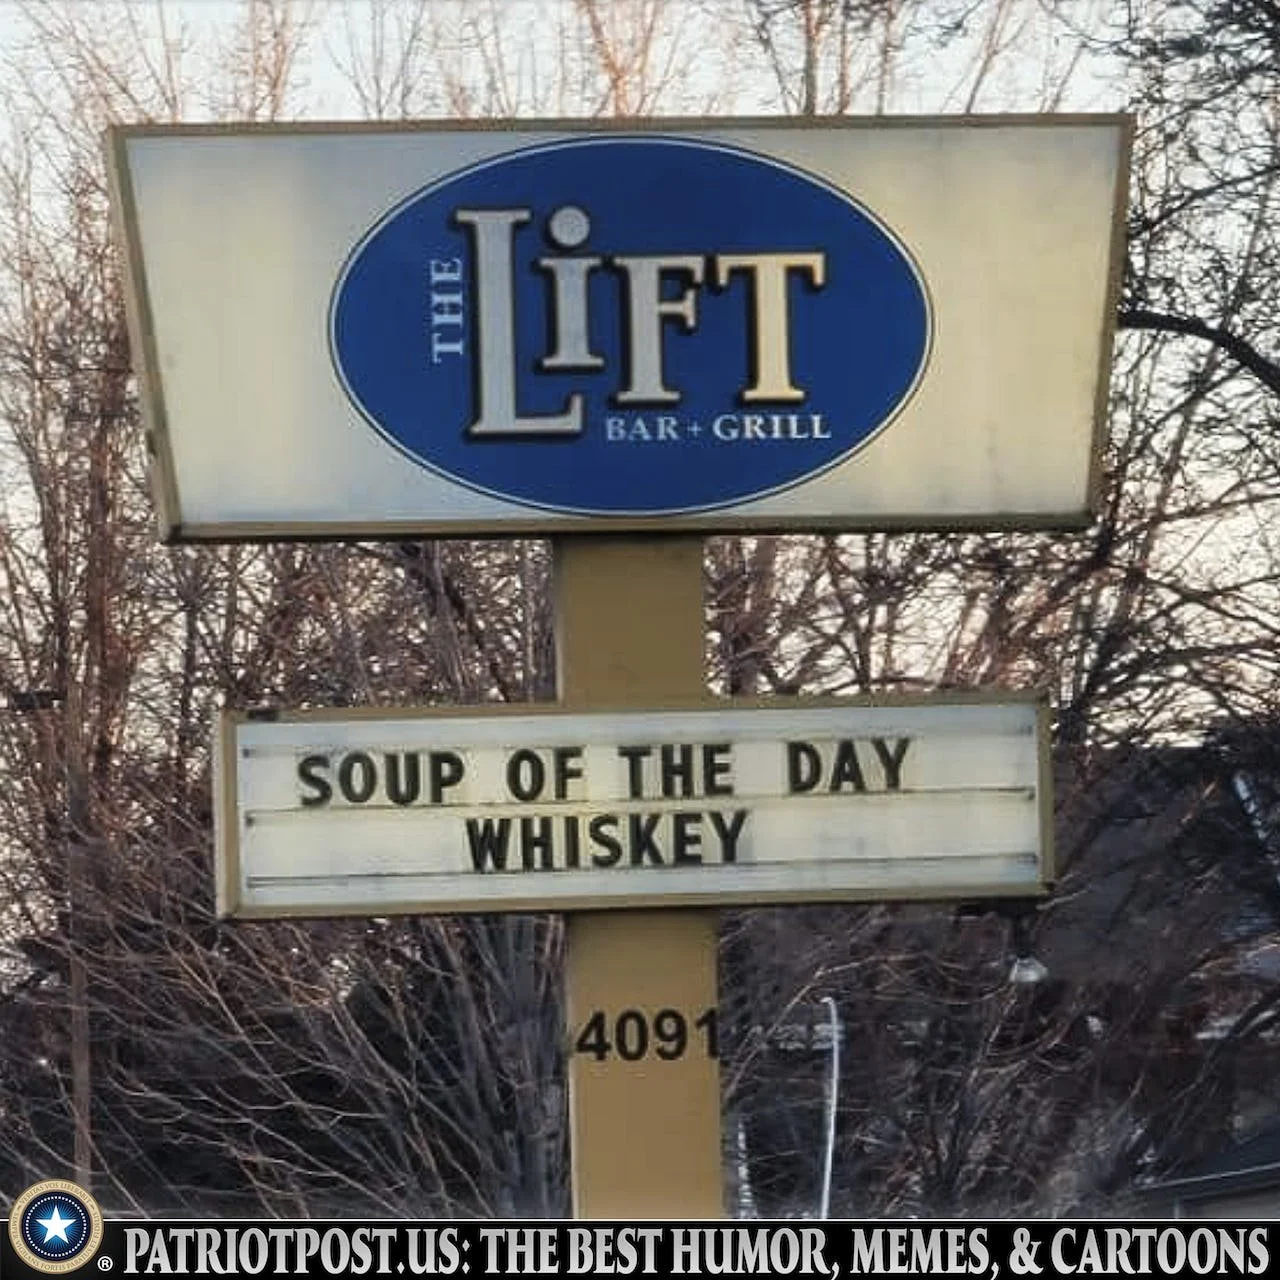 THE
LiFT
BAR + GRILL
SOUP OF THE DAY
WHISKEY
4091
® PATRIOTPOST.US: THE BEST HUMOR, MEMES, & CARTOONS